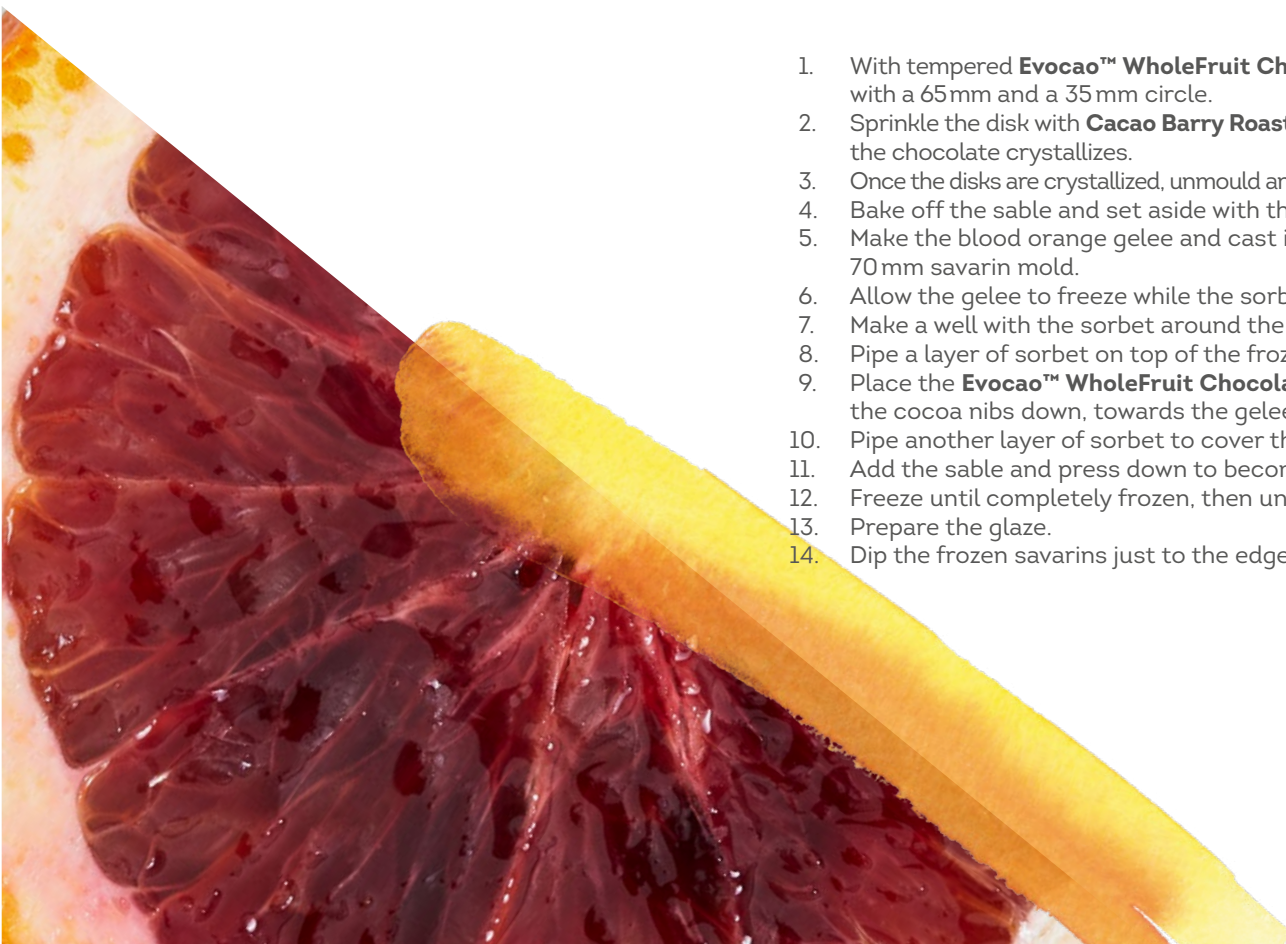 1. With tempered Evocao™ WholeFruit Ch
with a 65 mm and a 35 mm circle.
2. Sprinkle the disk with Cacao Barry Roast
the chocolate crystallizes.
3. Once the disks are crystallized, unmould ar
4. Bake off the sable and set aside with th
5. Make the blood orange gelee and cast i
70 mm savarin mold.
6. Allow the gelee to freeze while the sorb
7. Make a well with the sorbet around the
8. Pipe a layer of sorbet on top of the froz
9. Place the Evocao™ WholeFruit Chocola
the cocoa nibs down, towards the gelee
10. Pipe another layer of sorbet to cover th
11. Add the sable and press down to becor
12. Freeze until completely frozen, then un
13. Prepare the glaze.
14. Dip the frozen savarins just to the edge